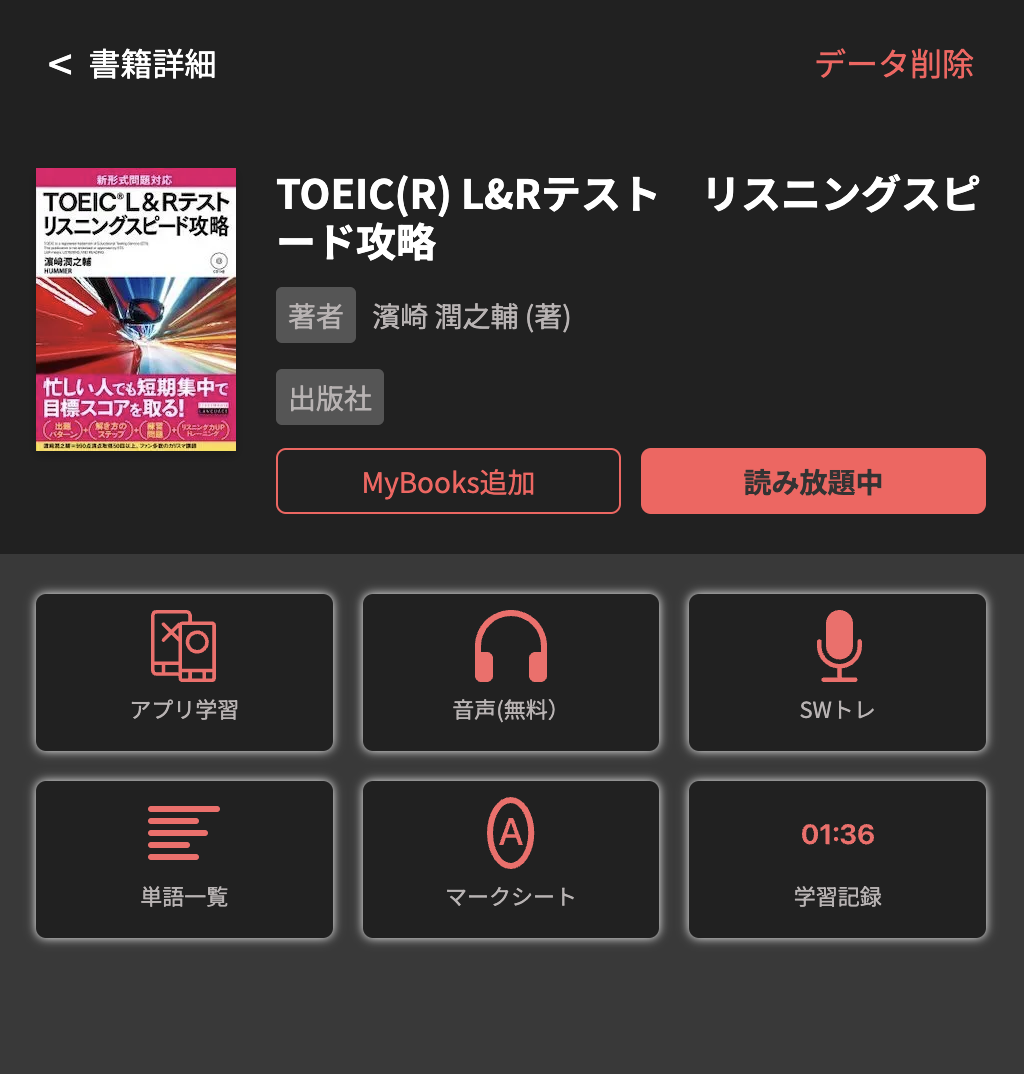 < 書籍詳細
データ削除
新形式問題対応
TOEIC® L&Rテスト
リスニングスピード攻略
濵﨑潤之輔
HUMMER
忙しい人でも短期集中で
目標スコアを取る!
出題パターン+解き方のステップ+練習問題+リスニング力UPトレーニング
TOEIC(R) L&Rテスト　リスニングスピ
ード攻略
著者 濱崎 潤之輔 (著)
出版社
MyBooks追加
読み放題中
アプリ学習
音声(無料）
SWトレ
単語一覧
A
マークシート
01:36
学習記録